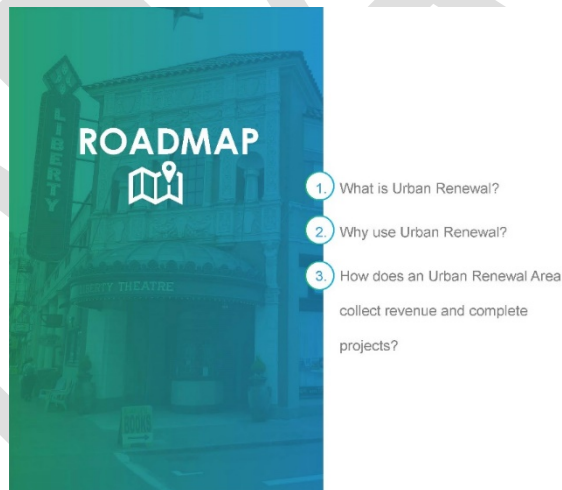 LIBERTY
ROADMAP
LIBERTY THEATRE
BOOKS
1. What is Urban Renewal?
2. Why use Urban Renewal?
3. How does an Urban Renewal Area
collect revenue and complete
projects?